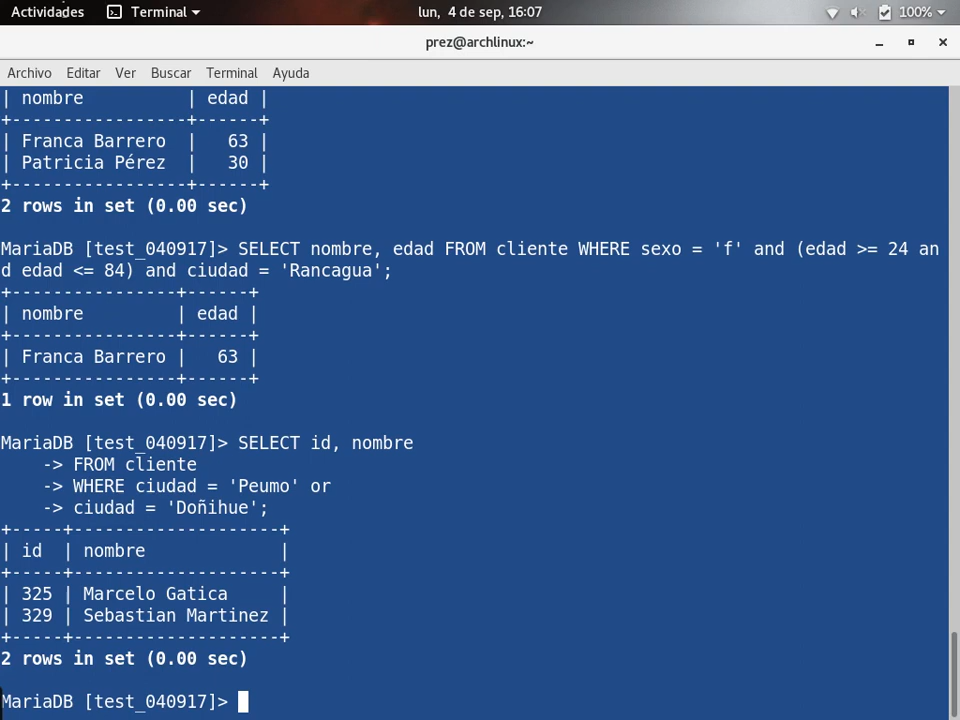 Actividades Terminal lun, 4 de sep, 16:07 100%
prez@archlinux:~
Archivo Editar Ver Buscar Terminal Ayuda
| nombre          | edad |
+----------------+------+
| Franca Barrero  |   63 |
| Patricia Pérez  |   30 |
+----------------+------+
2 rows in set (0.00 sec)
MariaDB [test_040917]> SELECT nombre, edad FROM cliente WHERE sexo = 'f' and (edad >= 24 an
d edad <= 84) and ciudad = 'Rancagua';
+----------------+------+
| nombre         | edad |
+----------------+------+
| Franca Barrero |   63 |
+----------------+------+
1 row in set (0.00 sec)
MariaDB [test_040917]> SELECT id, nombre
    -> FROM cliente
    -> WHERE ciudad = 'Peumo' or
    -> ciudad = 'Doñihue';
+-----+--------------------+
| id  | nombre             |
+-----+--------------------+
| 325 | Marcelo Gatica     |
| 329 | Sebastian Martinez |
+-----+--------------------+
2 rows in set (0.00 sec)
MariaDB [test_040917]>